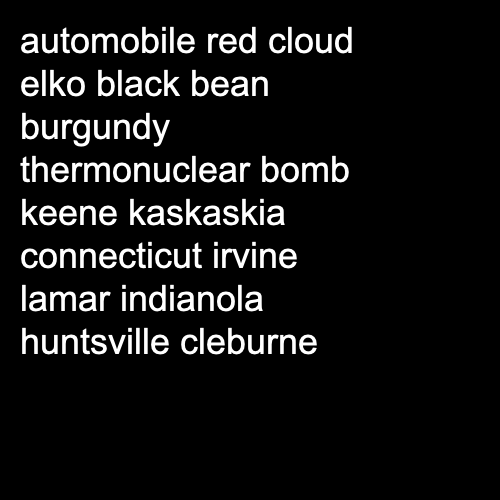 automobile red cloud
elko black bean
burgundy
thermonuclear bomb
keene kaskaskia
connecticut irvine
lamar indianola
huntsville cleburne